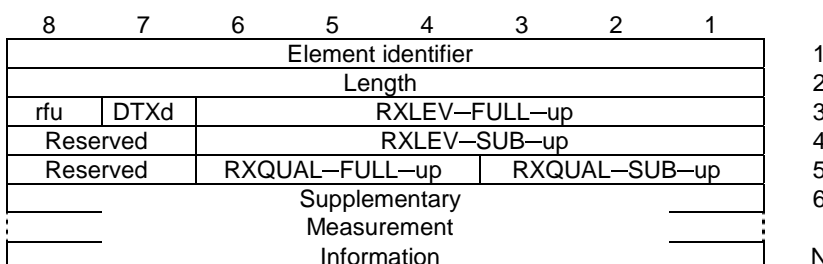 8 7 6 5 4 3 2 1
Element identifier 1
Length 2
rfu DTXd RXLEV—FULL—up 3
Reserved RXLEV—SUB—up 4
Reserved RXQUAL—FULL—up RXQUAL—SUB—up 5
Supplementary 6
Measurement
Information N